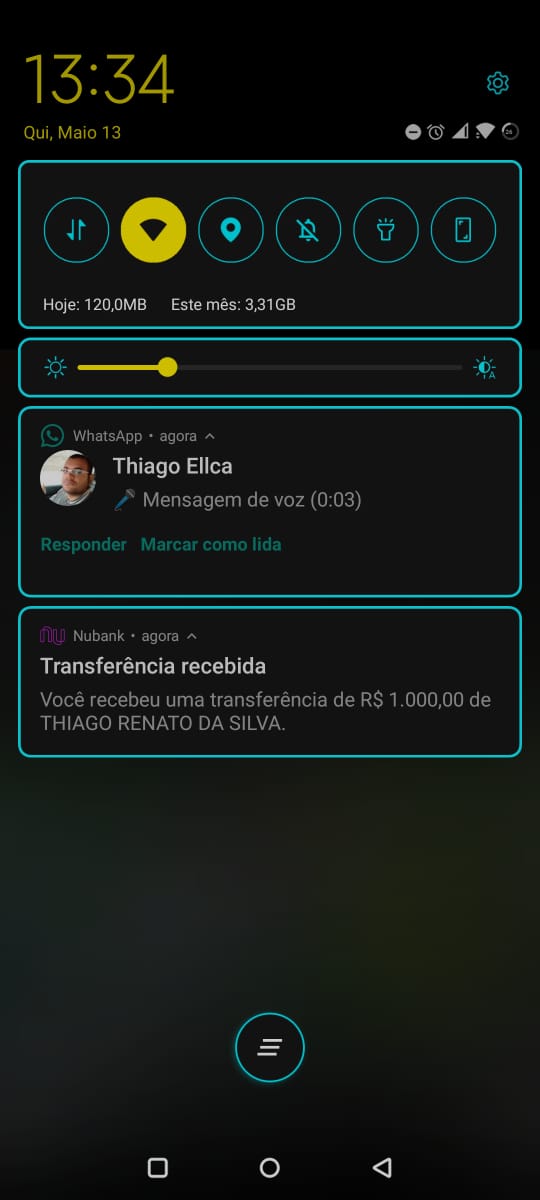 13:34
Qui, Maio 13
26
Hoje: 120,0MB Este mês: 3,31GB
A
WhatsApp • agora
Thiago Ellca
Mensagem de voz (0:03)
Responder Marcar como lida
nu Nubank • agora
Transferência recebida
Você recebeu uma transferência de R$ 1.000,00 de
THIAGO RENATO DA SILVA.